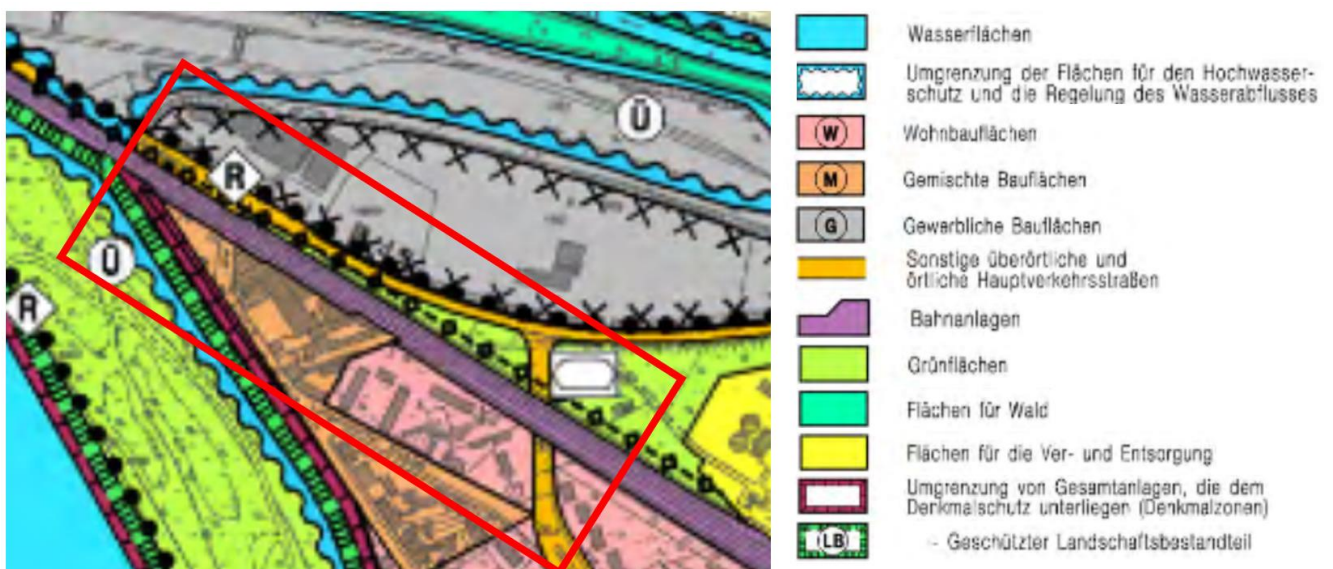 Ü
R
Ü
R
Wasserflächen
Umgrenzung der Flächen für den Hochwasser-
schutz und die Regelung des Wasserabflusses
W
Wohnbauflächen
M
Gemischte Bauflächen
G
Gewerbliche Bauflächen
Sonstige überörtliche und
örtliche Hauptverkehrsstraßen
Bahnanlagen
Grünflächen
Flächen für Wald
Flächen für die Ver- und Entsorgung
Umgrenzung von Gesamtanlagen, die dem
Denkmalschutz unterliegen (Denkmalzonen)
LB
- Geschützter Landschaftsbestandteil